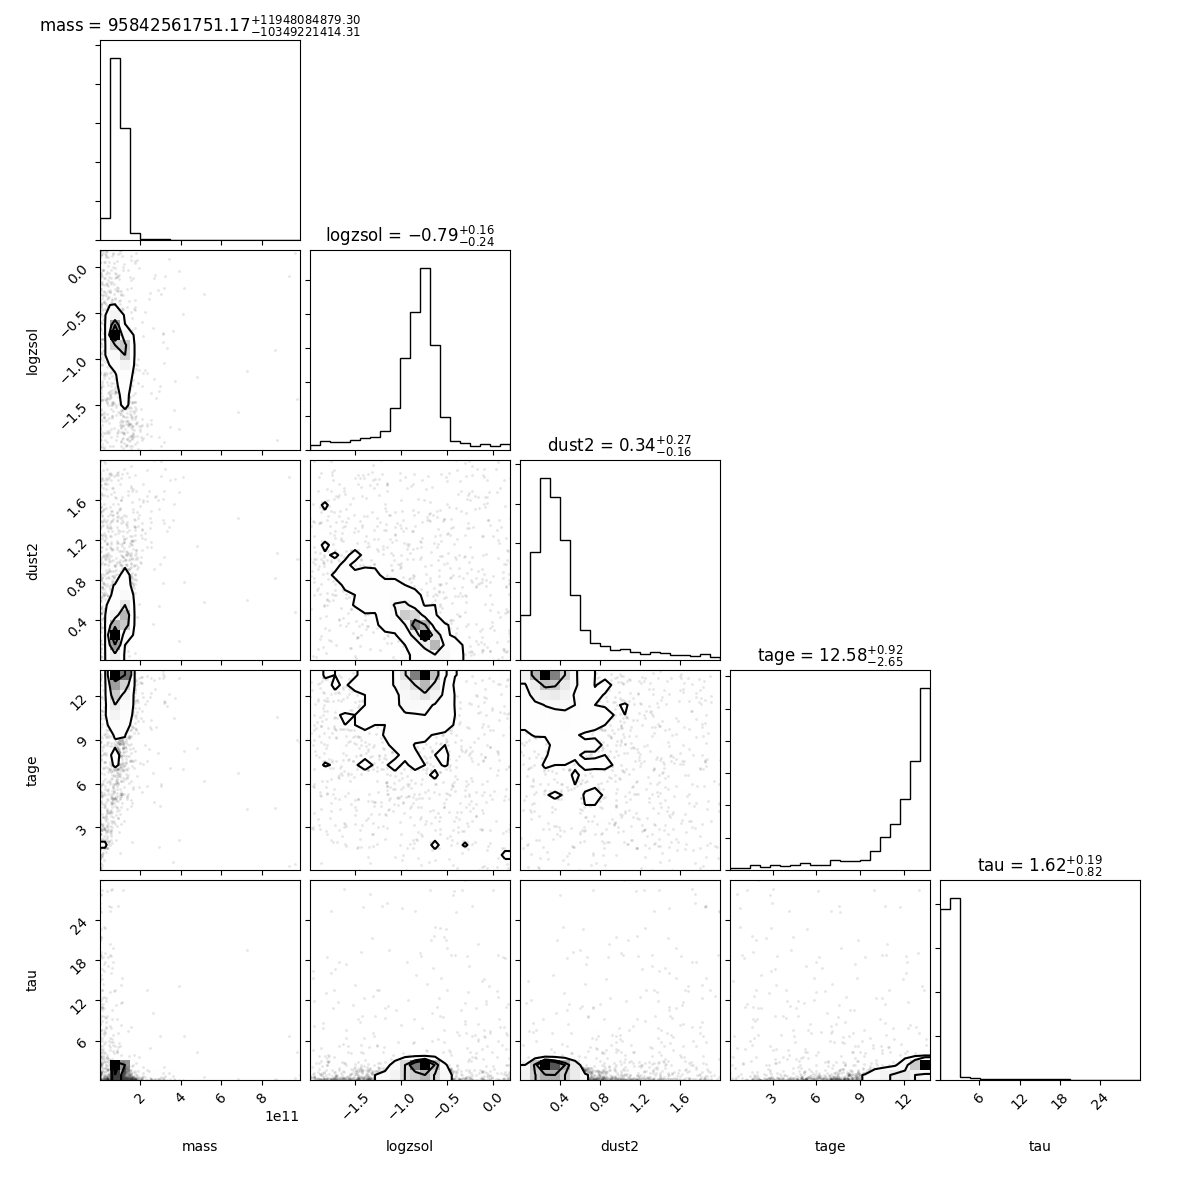 mass = 95842561751.17+11948084879.30 −10349221414.31
logzsol = −0.79+0.16 −0.24
0.0
−0.5
−1.0
−1.5
logzsol
dust2 = 0.34+0.27 −0.16
1.6
1.2
0.8
0.4
dust2
tage = 12.58+0.92 −2.65
12
9
6
3
tage
tau = 1.62+0.19 −0.82
24
18
12
6
tau
2 4 6 8 −1.5 −1.0 −0.5 0.0 0.4 0.8 1.2 1.6 3 6 9 12 6 12 18 24
1e11
mass logzsol dust2 tage tau